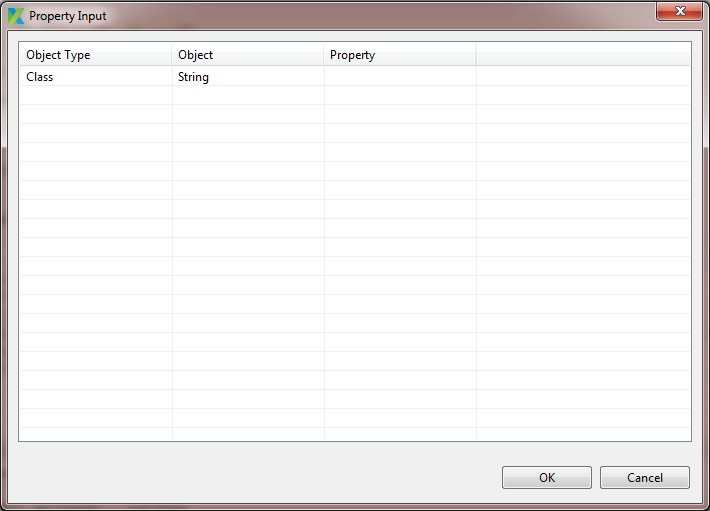 Property Input
Object Type Object Property
Class String
OK Cancel